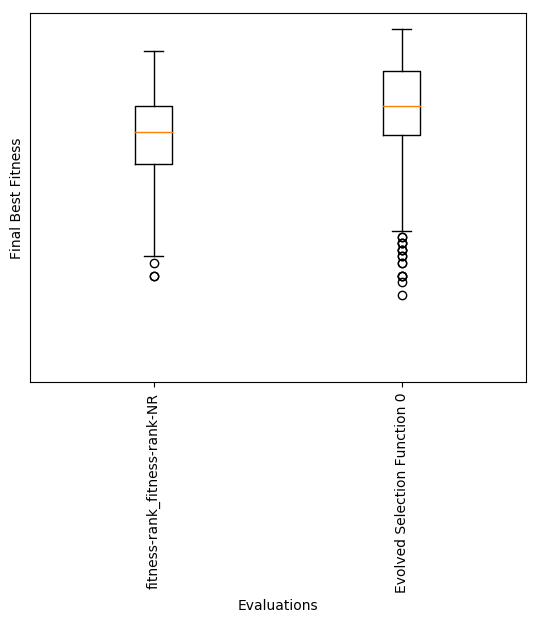 Final Best Fitness
fitness-rank_fitness-rank-NR
Evolved Selection Function 0
Evaluations